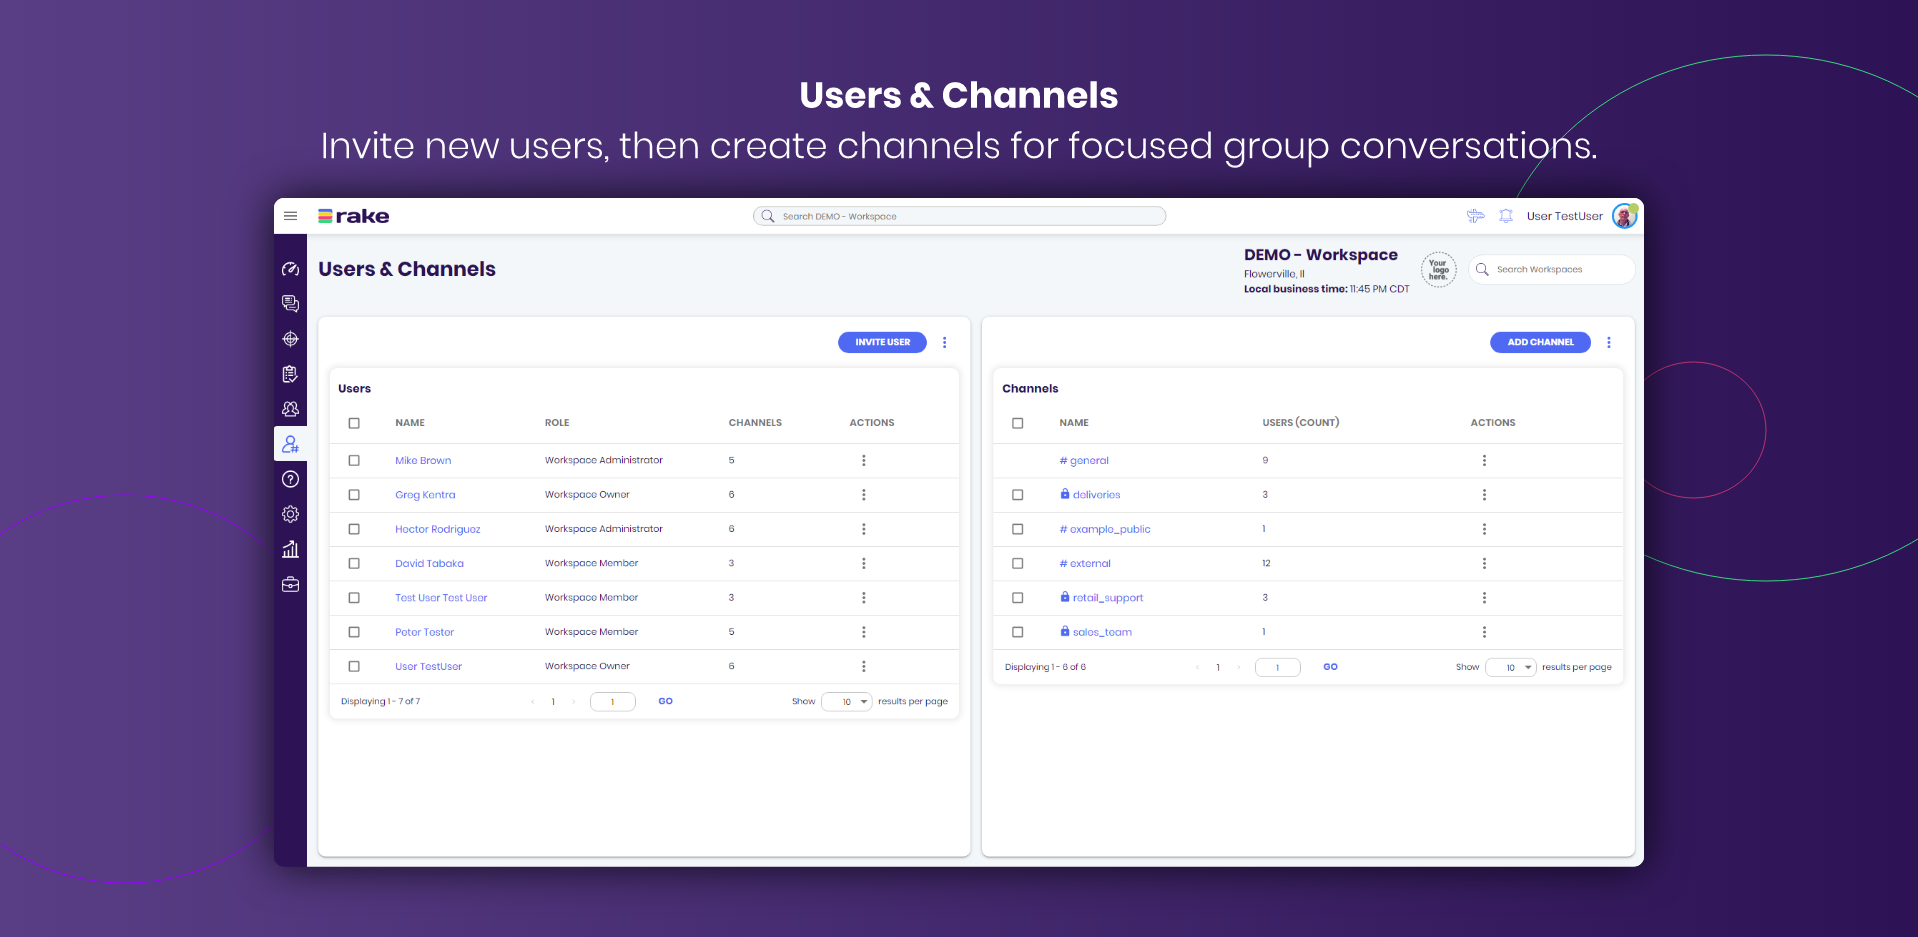 Users & Channels
Invite new users, then create channels for focused group conversations.
rake
Search DEMO - Workspace
User TestUser
Users & Channels
DEMO - Workspace
Flowerville, Il
Local business time: 11:45 PM CDT
Your logo here.
Search Workspaces
INVITE USER
Users
NAME ROLE CHANNELS ACTIONS
Mike Brown Workspace Administrator 5
Greg Kentra Workspace Owner 6
Hector Rodriguez Workspace Administrator 6
David Tabaka Workspace Member 3
Test User Test User Workspace Member 3
Peter Tester Workspace Member 5
User TestUser Workspace Owner 6
Displaying 1 - 7 of 7 < 1 > 1 GO Show 10 results per page
ADD CHANNEL
Channels
NAME USERS (COUNT) ACTIONS
# general 9
deliveries 3
# example_public 1
# external 12
retail_support 3
sales_team 1
Displaying 1 - 6 of 6 < 1 > 1 GO Show 10 results per page